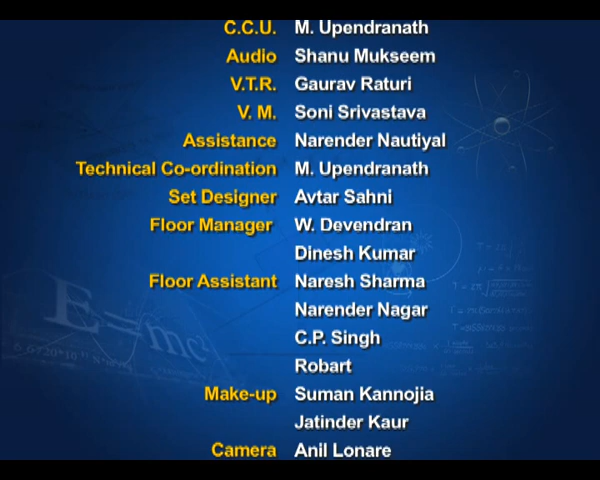 C.C.U. M. Upendranath
Audio Shanu Mukseem
V.T.R. Gaurav Raturi
V. M. Soni Srivastava
Assistance Narender Nautiyal
Technical Co-ordination M. Upendranath
Set Designer Avtar Sahni
Floor Manager W. Devendran
Dinesh Kumar
Floor Assistant Naresh Sharma
Narender Nagar
C.P. Singh
Robart
Make-up Suman Kannojia
Jatinder Kaur
Camera Anil Lonare
E=mc²